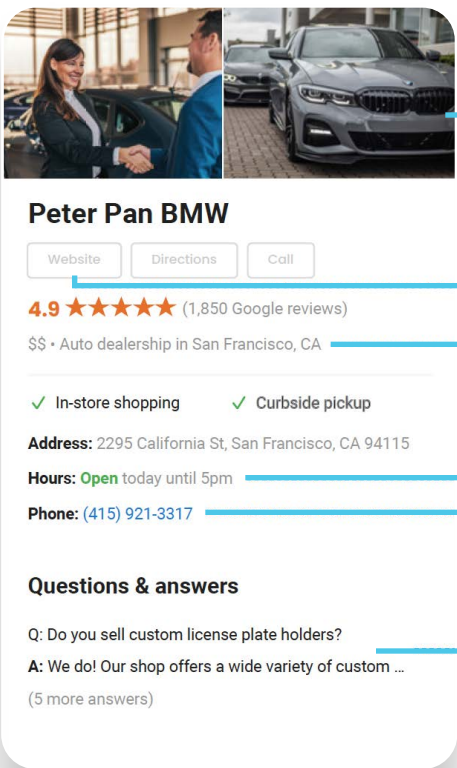 Peter Pan BMW
Website Directions Call
4.9 ★★★★★ (1,850 Google reviews)
$$ • Auto dealership in San Francisco, CA
✓ In-store shopping ✓ Curbside pickup
Address: 2295 California St, San Francisco, CA 94115
Hours: Open today until 5pm
Phone: (415) 921-3317
Questions & answers
Q: Do you sell custom license plate holders?
A: We do! Our shop offers a wide variety of custom ...
(5 more answers)